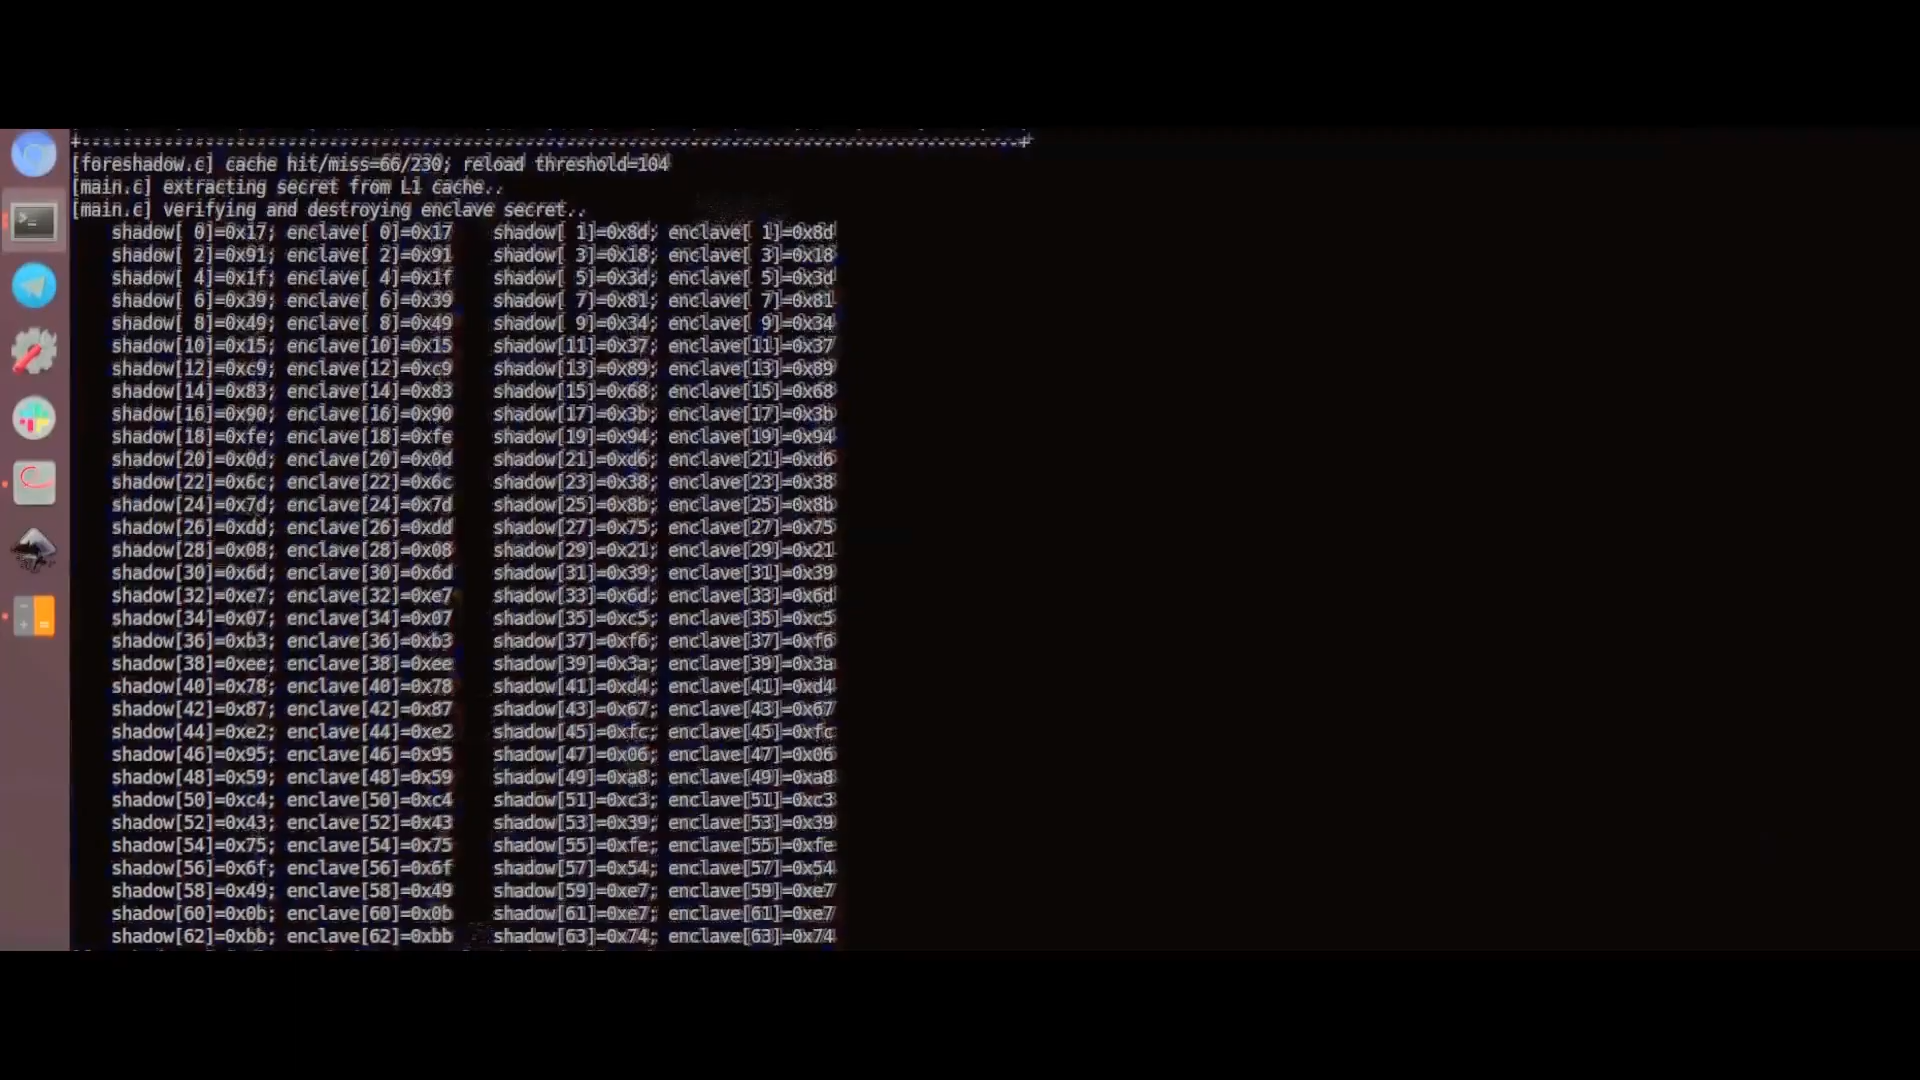 [foreshadow.c] cache hit/miss=66/230; reload threshold=104
[main.c] extracting secret from L1 cache..
[main.c] verifying and destroying enclave secret..
shadow[ 0]=0x17; enclave[ 0]=0x17 shadow[ 1]=0x8d; enclave[ 1]=0x8d
shadow[ 2]=0x91; enclave[ 2]=0x91 shadow[ 3]=0x18; enclave[ 3]=0x18
shadow[ 4]=0x1f; enclave[ 4]=0x1f shadow[ 5]=0x3d; enclave[ 5]=0x3d
shadow[ 6]=0x39; enclave[ 6]=0x39 shadow[ 7]=0x81; enclave[ 7]=0x81
shadow[ 8]=0x49; enclave[ 8]=0x49 shadow[ 9]=0x34; enclave[ 9]=0x34
shadow[10]=0x15; enclave[10]=0x15 shadow[11]=0x37; enclave[11]=0x37
shadow[12]=0xc9; enclave[12]=0xc9 shadow[13]=0x89; enclave[13]=0x89
shadow[14]=0x83; enclave[14]=0x83 shadow[15]=0x68; enclave[15]=0x68
shadow[16]=0x90; enclave[16]=0x90 shadow[17]=0x3b; enclave[17]=0x3b
shadow[18]=0xfe; enclave[18]=0xfe shadow[19]=0x94; enclave[19]=0x94
shadow[20]=0x0d; enclave[20]=0x0d shadow[21]=0xd6; enclave[21]=0xd6
shadow[22]=0x6c; enclave[22]=0x6c shadow[23]=0x38; enclave[23]=0x38
shadow[24]=0x7d; enclave[24]=0x7d shadow[25]=0x8b; enclave[25]=0x8b
shadow[26]=0xdd; enclave[26]=0xdd shadow[27]=0x75; enclave[27]=0x75
shadow[28]=0x08; enclave[28]=0x08 shadow[29]=0x21; enclave[29]=0x21
shadow[30]=0x6d; enclave[30]=0x6d shadow[31]=0x39; enclave[31]=0x39
shadow[32]=0xe7; enclave[32]=0xe7 shadow[33]=0x6d; enclave[33]=0x6d
shadow[34]=0x07; enclave[34]=0x07 shadow[35]=0xc5; enclave[35]=0xc5
shadow[36]=0xb3; enclave[36]=0xb3 shadow[37]=0xf6; enclave[37]=0xf6
shadow[38]=0xee; enclave[38]=0xee shadow[39]=0x3a; enclave[39]=0x3a
shadow[40]=0x78; enclave[40]=0x78 shadow[41]=0xd4; enclave[41]=0xd4
shadow[42]=0x87; enclave[42]=0x87 shadow[43]=0x67; enclave[43]=0x67
shadow[44]=0xe2; enclave[44]=0xe2 shadow[45]=0xfc; enclave[45]=0xfc
shadow[46]=0x95; enclave[46]=0x95 shadow[47]=0x06; enclave[47]=0x06
shadow[48]=0x59; enclave[48]=0x59 shadow[49]=0xa8; enclave[49]=0xa8
shadow[50]=0xc4; enclave[50]=0xc4 shadow[51]=0xc3; enclave[51]=0xc3
shadow[52]=0x43; enclave[52]=0x43 shadow[53]=0x39; enclave[53]=0x39
shadow[54]=0x75; enclave[54]=0x75 shadow[55]=0xfe; enclave[55]=0xfe
shadow[56]=0x6f; enclave[56]=0x6f shadow[57]=0x54; enclave[57]=0x54
shadow[58]=0x49; enclave[58]=0x49 shadow[59]=0xe7; enclave[59]=0xe7
shadow[60]=0x0b; enclave[60]=0x0b shadow[61]=0xe7; enclave[61]=0xe7
shadow[62]=0xbb; enclave[62]=0xbb shadow[63]=0x74; enclave[63]=0x74